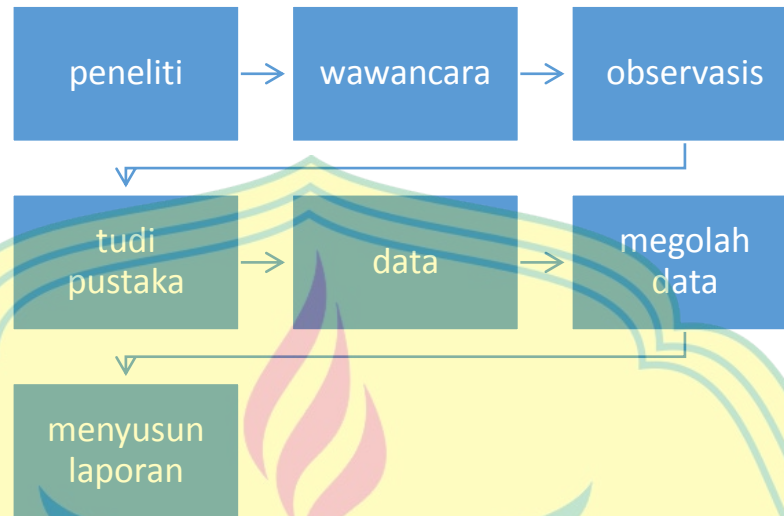 peneliti
wawancara
observasis
tudi
pustaka
data
megolah
data
menyusun
laporan